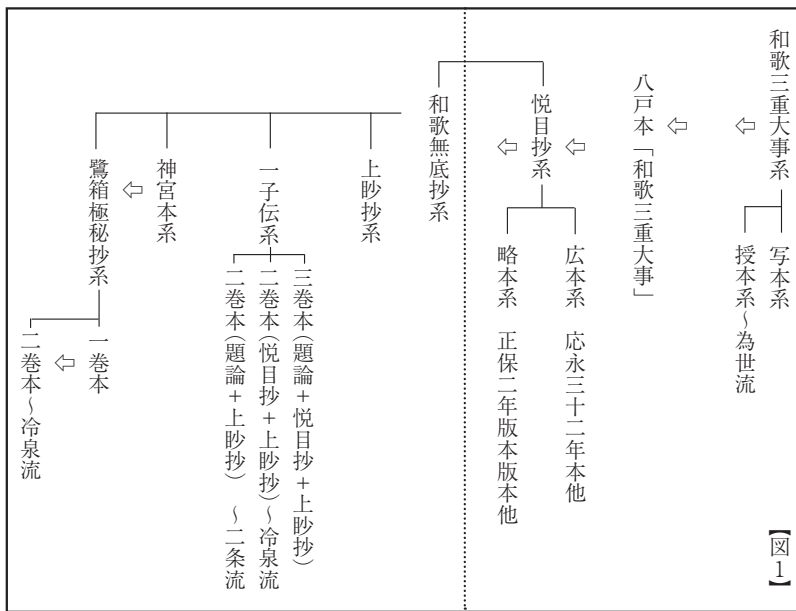 【図1】
和歌三重大事系
写本系
授本系～為世流
⇦
八戸本「和歌三重大事」
⇦
悦目抄系
広本系　応永三十二年本他
⇦
略本系　正保二年版本版本他
⇦
和歌無底抄系
上眇抄系
一子伝系
三巻本(題論+悦目抄+上眇抄)
二巻本(悦目抄+上眇抄)～冷泉流
二巻本(題論+上眇抄)　～二条流
神宮本系
⇦
鷺箱極秘抄系
一巻本
⇦
二巻本～冷泉流